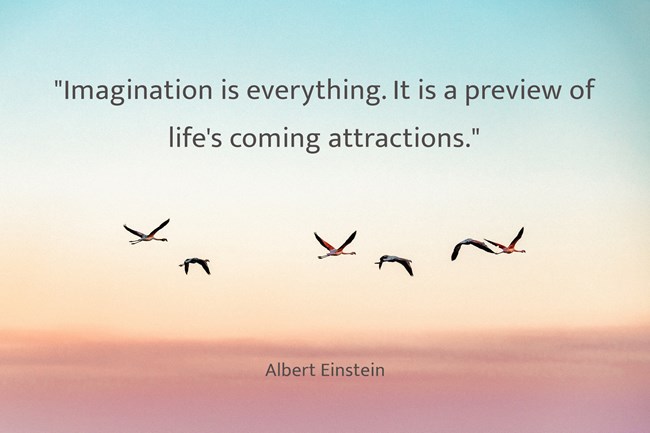 "Imagination is everything. It is a preview of
life's coming attractions."
Albert Einstein